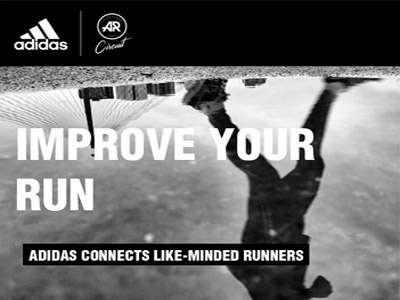 adidas
AR
Circuit
IMPROVE YOUR
RUN
ADIDAS CONNECTS LIKE-MINDED RUNNERS